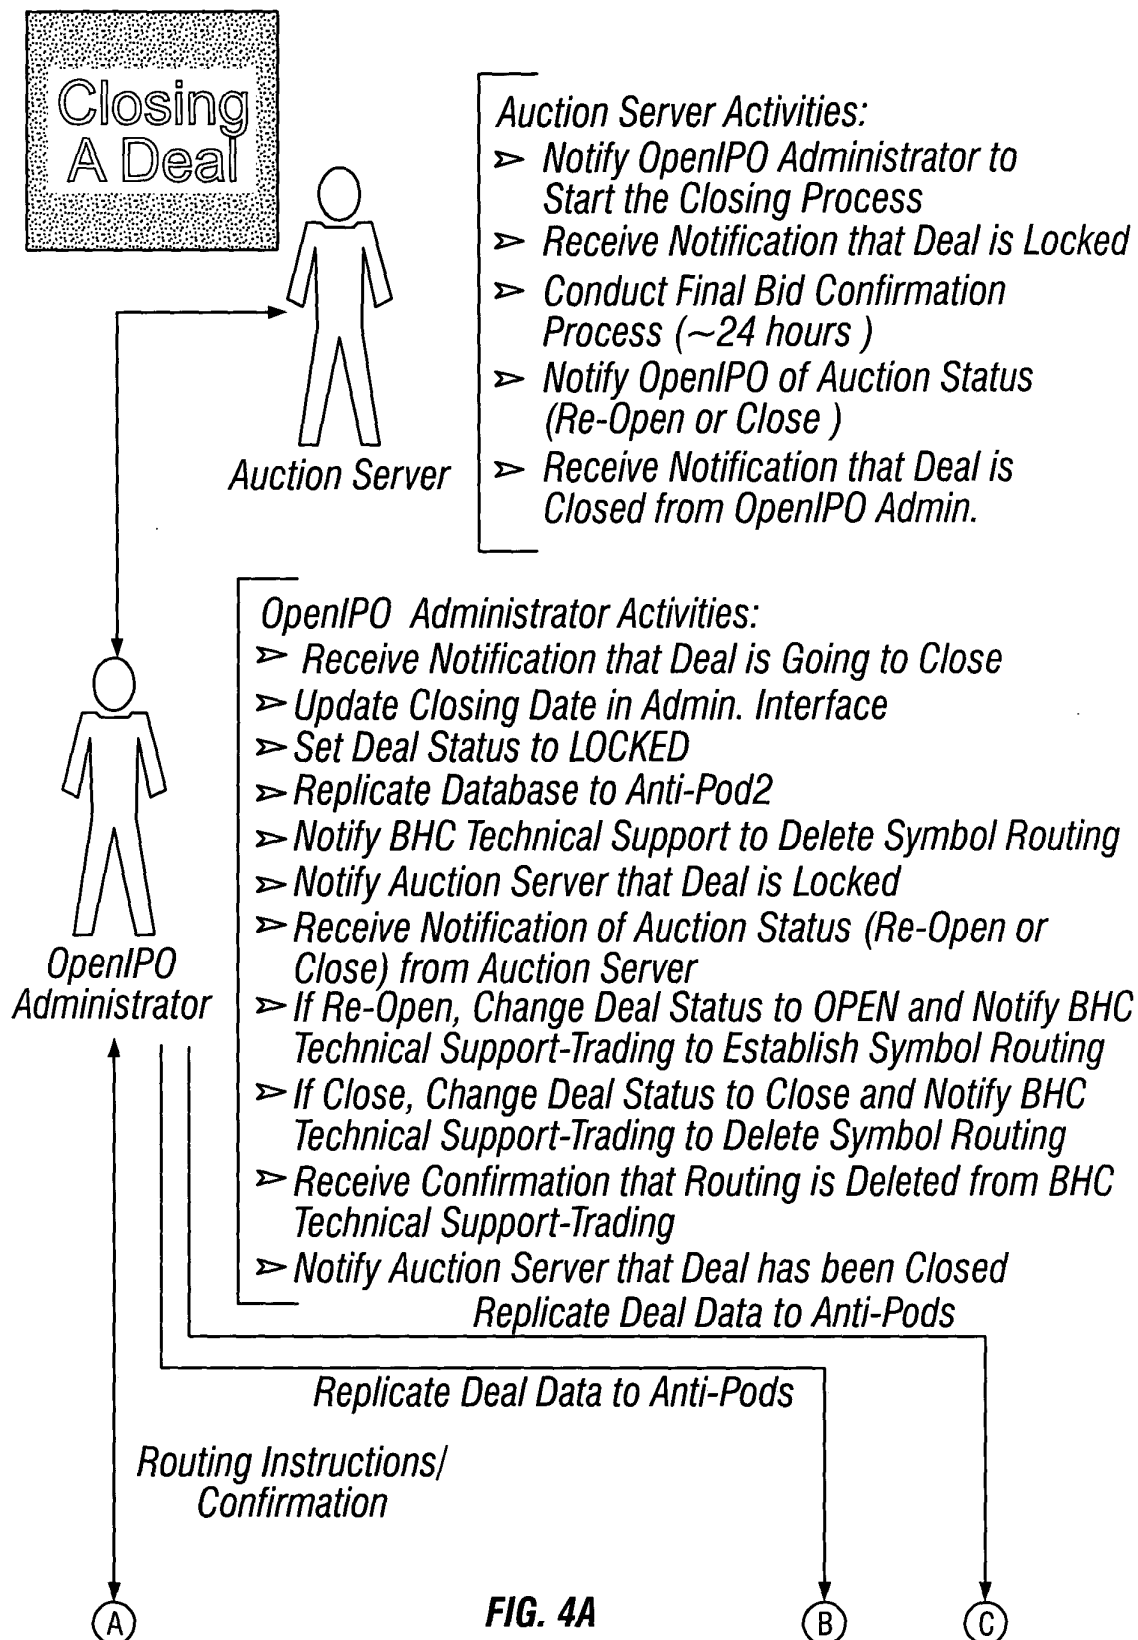 Closing
A Deal
Auction Server Activities:
➢ Notify OpenIPO Administrator to
Start the Closing Process
➢ Receive Notification that Deal is Locked
➢ Conduct Final Bid Confirmation
Process (~24 hours )
➢ Notify OpenIPO of Auction Status
(Re-Open or Close )
➢ Receive Notification that Deal is
Closed from OpenIPO Admin.
Auction Server
OpenIPO Administrator Activities:
➢ Receive Notification that Deal is Going to Close
➢ Update Closing Date in Admin. Interface
➢ Set Deal Status to LOCKED
➢ Replicate Database to Anti-Pod2
➢ Notify BHC Technical Support to Delete Symbol Routing
➢ Notify Auction Server that Deal is Locked
➢ Receive Notification of Auction Status (Re-Open or
Close) from Auction Server
➢ If Re-Open, Change Deal Status to OPEN and Notify BHC
Technical Support-Trading to Establish Symbol Routing
➢ If Close, Change Deal Status to Close and Notify BHC
Technical Support-Trading to Delete Symbol Routing
➢ Receive Confirmation that Routing is Deleted from BHC
Technical Support-Trading
➢ Notify Auction Server that Deal has been Closed
OpenIPO
Administrator
Replicate Deal Data to Anti-Pods
Replicate Deal Data to Anti-Pods
Routing Instructions/
Confirmation
A
FIG. 4A
B
C